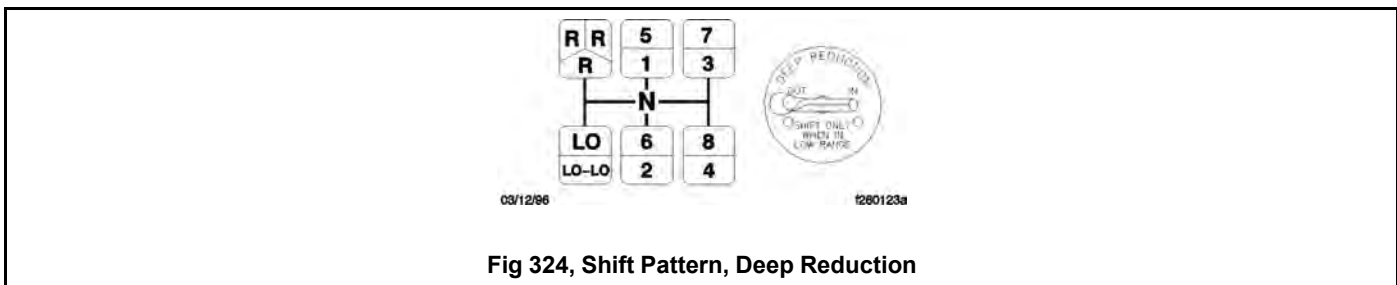 R R 5 7
R 1 3
N
LO 6 8
LO-LO 2 4
DEEP REDUCTION
OUT IN
SHIFT ONLY
WHEN IN
LOW RANGE
03/12/96 f260123a
Fig 324, Shift Pattern, Deep Reduction